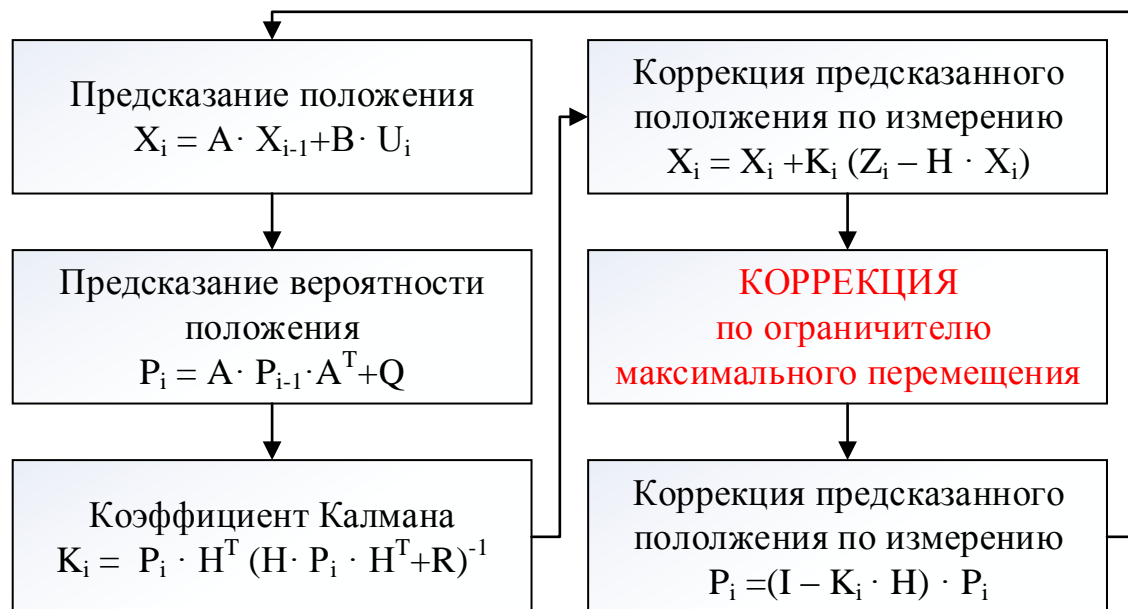 Предсказание положения
Xᵢ = A· Xᵢ₋₁+B· Uᵢ
Предсказание вероятности
положения
Pᵢ = A· Pᵢ₋₁·Aᵀ+Q
Коэффициент Калмана
Kᵢ = Pᵢ · Hᵀ (H· Pᵢ · Hᵀ+R)⁻¹
Коррекция предсказанного
пололжения по измерению
Xᵢ = Xᵢ +Kᵢ (Zᵢ – H · Xᵢ)
КОРРЕКЦИЯ
по ограничителю
максимального перемещения
Коррекция предсказанного
пололжения по измерению
Pᵢ =(I – Kᵢ · H) · Pᵢ